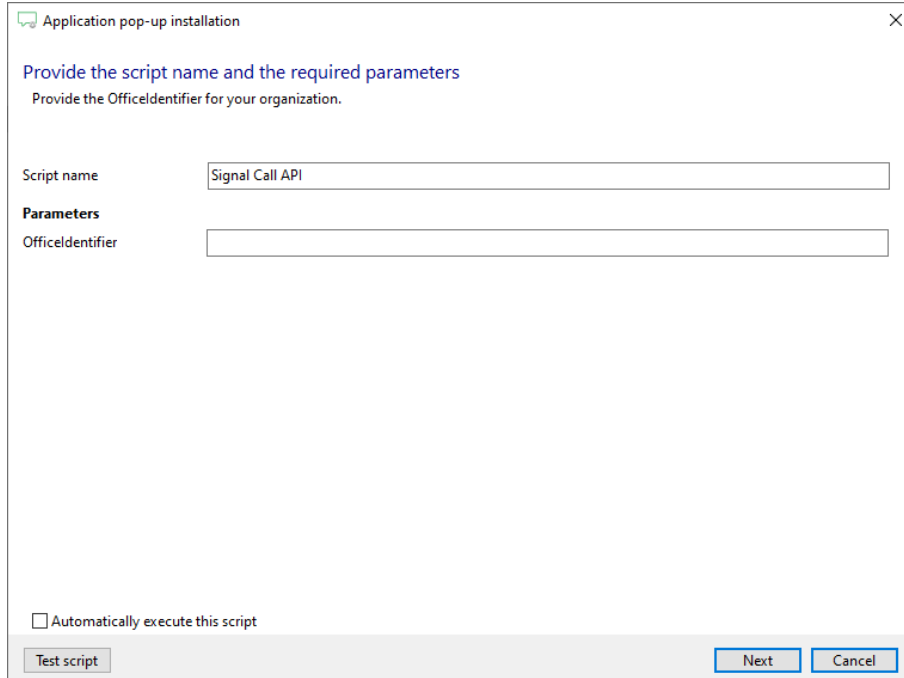 Application pop-up installation
Provide the script name and the required parameters
Provide the OfficeIdentifier for your organization.
Script name
Signal Call API
Parameters
OfficeIdentifier
Automatically execute this script
Test script
Next
Cancel